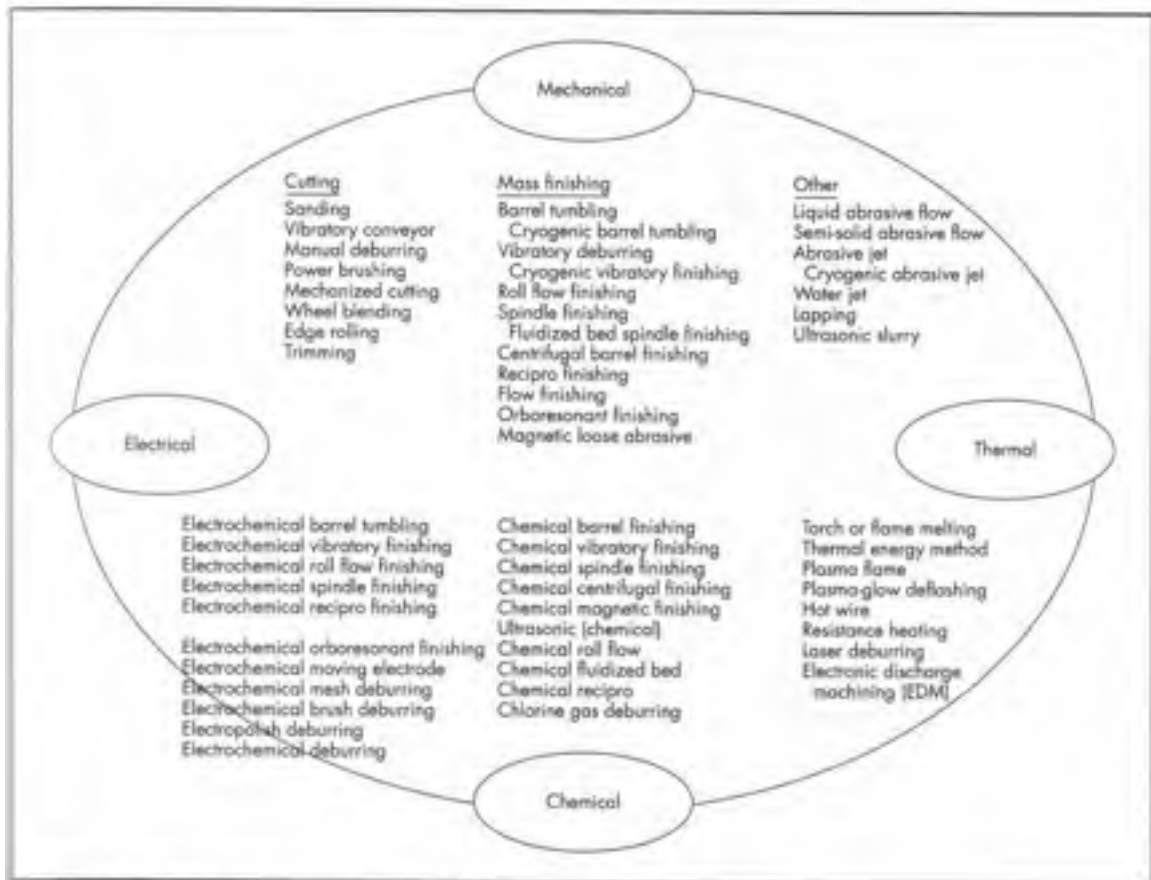 Mechanical
Cutting
Sanding
Vibratory conveyor
Manual deburring
Power brushing
Mechanized cutting
Wheel blending
Edge rolling
Trimming
Mass finishing
Barrel tumbling
Cryogenic barrel tumbling
Vibratory deburring
Cryogenic vibratory finishing
Roll flow finishing
Spindle finishing
Fluidized bed spindle finishing
Centrifugal barrel finishing
Recipro finishing
Flow finishing
Orboresonant finishing
Magnetic loose abrasive
Other
Liquid abrasive flow
Semi-solid abrasive flow
Abrasive jet
Cryogenic abrasive jet
Water jet
Lapping
Ultrasonic slurry
Electrical
Thermal
Electrochemical barrel tumbling
Electrochemical vibratory finishing
Electrochemical roll flow finishing
Electrochemical spindle finishing
Electrochemical recipro finishing
Electrochemical orboresonant finishing
Electrochemical moving electrode
Electrochemical mesh deburring
Electrochemical brush deburring
Electropolish deburring
Electrochemical deburring
Chemical barrel finishing
Chemical vibratory finishing
Chemical spindle finishing
Chemical centrifugal finishing
Chemical magnetic finishing
Ultrasonic (chemical)
Chemical roll flow
Chemical fluidized bed
Chemical recipro
Chlorine gas deburring
Torch or flame melting
Thermal energy method
Plasma flame
Plasma-glow deflashing
Hot wire
Resistance heating
Laser deburring
Electronic discharge
machining (EDM)
Chemical